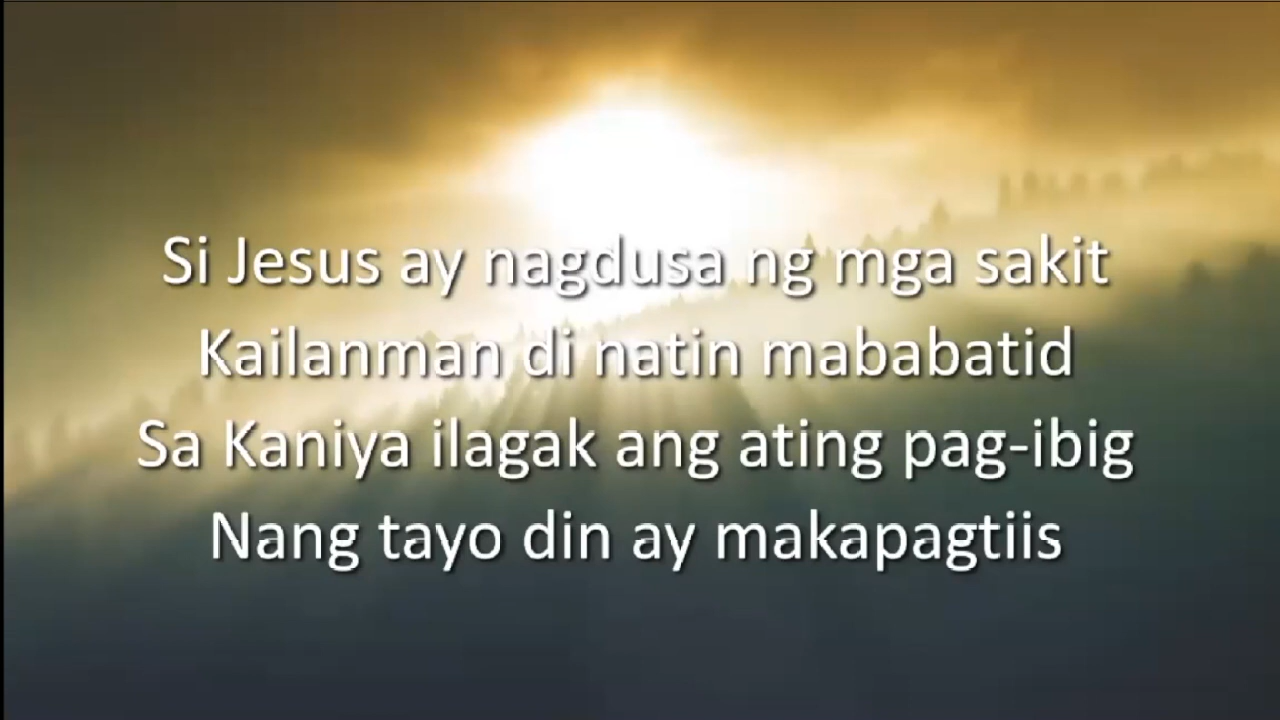 Si Jesus ay nagdusa ng mga sakit
Kailanman di natin mababatid
Sa Kaniya ilagak ang ating pag-ibig
Nang tayo din ay makapagtiis